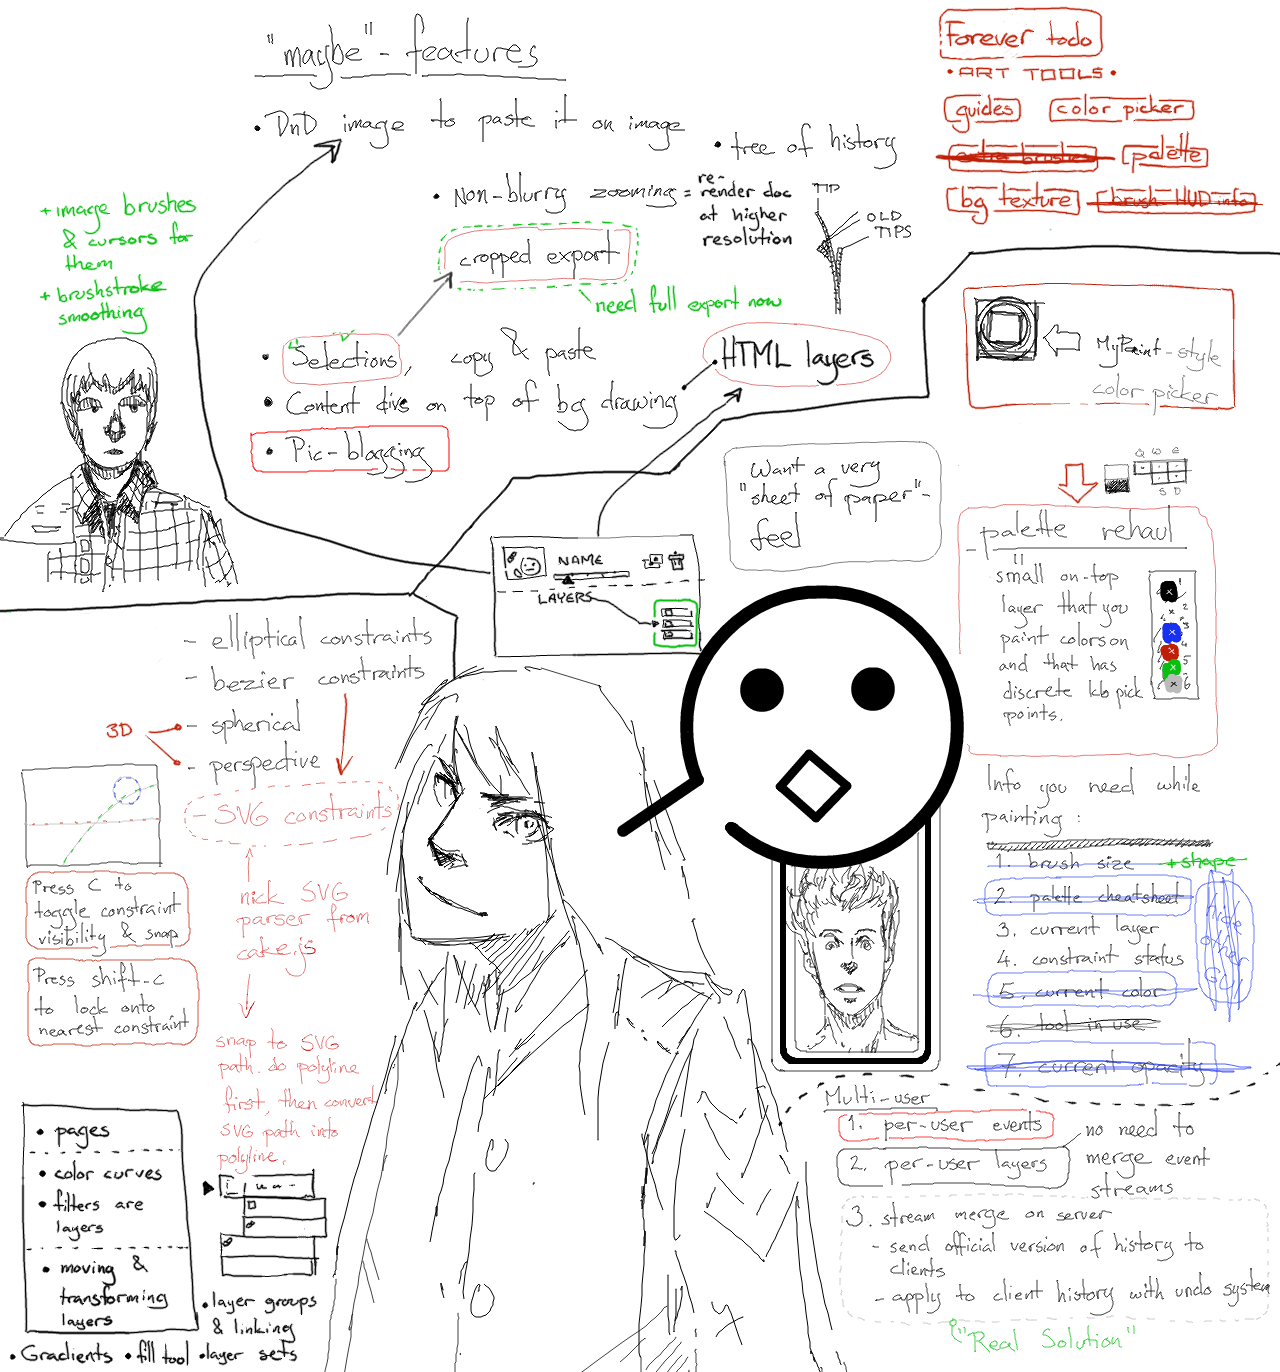 "maybe" - features
• DnD image to paste it on image
• tree of history
• Non-blurry zooming = re-render doc
at higher
resolution
TIP
OLD
TIPS
cropped export
need full export now
• Selections, copy & paste
• Content divs on top of bg drawing
• Pic-blogging
• HTML layers
Forever todo
• ART TOOLS •
guides
color picker
extra brushes
palette
bg texture
brush HUD info
+ image brushes
& cursors for
them
+ brushstroke
smoothing
MyPaint-style
color picker
Want a very
"sheet of paper"-
feel
Q W E
S D
- palette rehaul
small on-top
layer that you
paint colors on
and that has
discrete kb pick
points.
1
2
3
4
5
6
NAME
LAYERS
- elliptical constraints
- bezier constraints
- spherical
- perspective
3D
- SVG constraints
nick SVG
parser from
cake.js
snap to SVG
path. do polyline
first, then convert
SVG path into
polyline.
Press C to
toggle constraint
visibility & snap
Press shift-C
to lock onto
nearest constraint
Info you need while
painting :
1. brush size + shape
2. palette cheatsheet
3. current layer
4. constraint status
5. current color
6. tool in use
7. current opacity
Multi-user
1. per-user events
2. per-user layers
no need to
merge event
streams
3. stream merge on server
- send official version of history to
clients
- apply to client history with undo system
"Real Solution"
• pages
• color curves
• filters are
layers
• moving &
transforming
layers
• layer groups
& linking
• Gradients • fill tool • layer sets